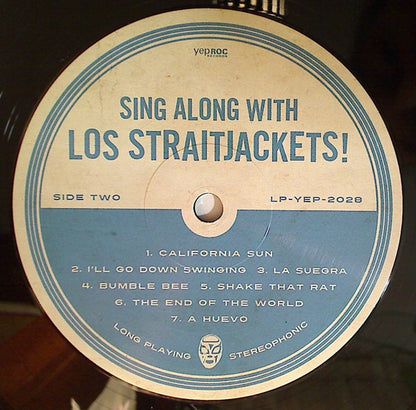 yepROC
RECORDS
SING ALONG WITH
LOS STRAITJACKETS!
SIDE TWO LP-YEP-2028
1. CALIFORNIA SUN
2. I'LL GO DOWN SWINGING 3. LA SUEGRA
4. BUMBLE BEE 5. SHAKE THAT RAT
6. THE END OF THE WORLD
7. A HUEVO
LONG PLAYING STEREOPHONIC